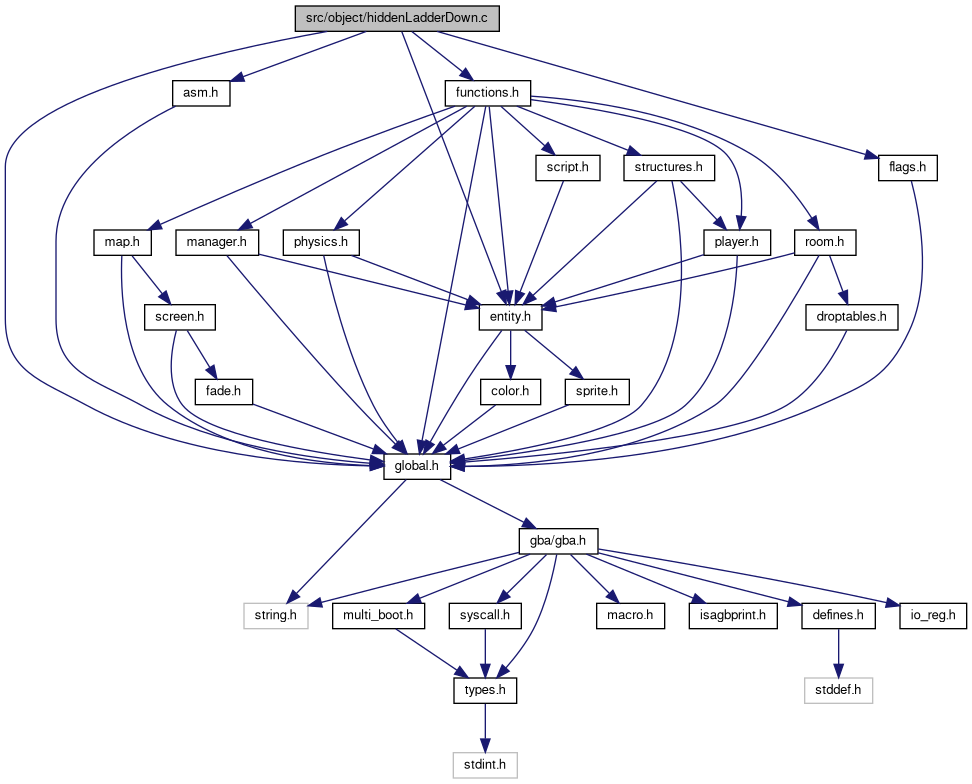 src/object/hiddenLadderDown.c
asm.h
functions.h
script.h
structures.h
flags.h
map.h
manager.h
physics.h
player.h
room.h
screen.h
entity.h
droptables.h
fade.h
color.h
sprite.h
global.h
gba/gba.h
string.h
multi_boot.h
syscall.h
macro.h
isagbprint.h
defines.h
io_reg.h
types.h
stddef.h
stdint.h